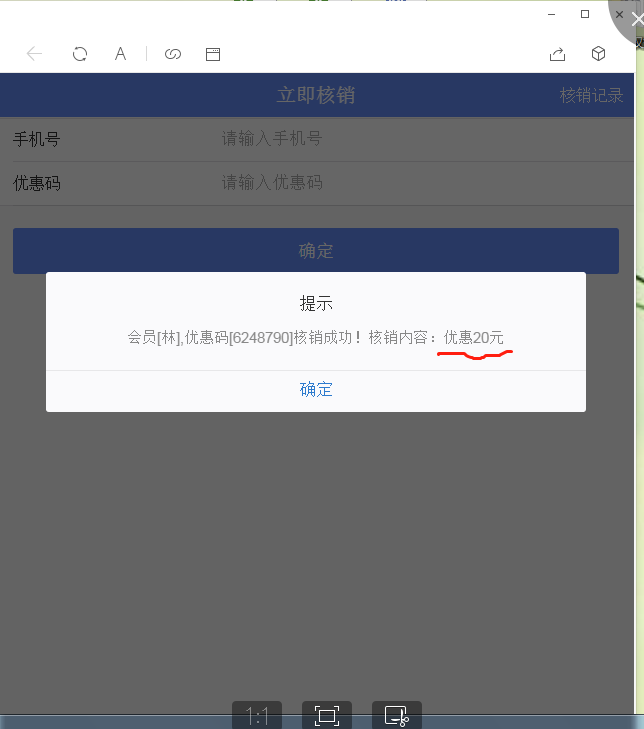 A
立即核销
核销记录
手机号 请输入手机号
优惠码 请输入优惠码
确定
提示
会员[林],优惠码[6248790]核销成功！核销内容：优惠20元
确定
1:1